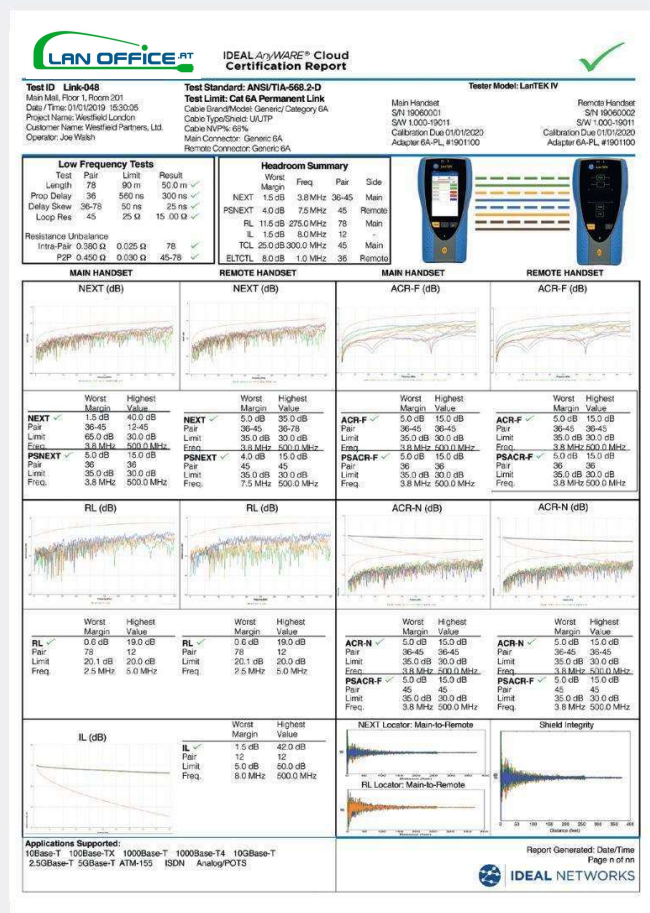 LAN OFFICE.AT
IDEAL AnyWARE® Cloud
Certification Report
Test ID Link-048
Main Mall, Floor 1, Room 201
Date / Time: 01/01/2019 15:30:05
Project Name: Westfield London
Customer Name: Westfield Partners, Ltd.
Operator: Joe Walsh
Test Standard: ANSI/TIA-568.2-D
Test Limit: Cat 6A Permanent Link
Cable Brand/Model: Generic/ Category 6A
Cable Type/Shield: U/UTP
Cable NVP%: 68%
Main Connector: Generic 6A
Remote Connector: Generic 6A
Tester Model: LanTEK IV
Main Handset
S/N 19060001
S/W 1.000-19011
Calibration Due 01/01/2020
Adapter 6A-PL, #1901100
Remote Handset
S/N 19060002
S/W 1.000-19011
Calibration Due 01/01/2020
Adapter 6A-PL, #1901100
Low Frequency Tests
Test Pair Limit Result
Length 78 90 m 50.0 m
Prop Delay 36 560 ns 300 ns
Delay Skew 36-78 50 ns 25 ns
Loop Res 45 25 Ω 15.00 Ω
Resistance Unbalance
Intra-Pair 0.380 Ω 0.025 Ω 78
P2P 0.450 Ω 0.030 Ω 45-78
Headroom Summary
Worst
Margin Freq. Pair Side
NEXT 1.5 dB 3.8 MHz 36-45 Main
PSNEXT 4.0 dB 7.5 MHz 45 Remote
RL 11.5 dB 275.0 MHz 78 Main
IL 1.5 dB 8.0 MHz 12 -
TCL 25.0 dB 300.0 MHz 45 Main
ELTCTL 8.0 dB 1.0 MHz 36 Remote
MAIN HANDSET
REMOTE HANDSET
MAIN HANDSET
REMOTE HANDSET
NEXT (dB)
NEXT (dB)
ACR-F (dB)
ACR-F (dB)
Worst Highest
Margin Value
NEXT 1.5 dB 40.0 dB
Pair 36-45 12-45
Limit 65.0 dB 30.0 dB
Freq. 3.8 MHz 500.0 MHz
PSNEXT 5.0 dB 15.0 dB
Pair 36 36
Limit 35.0 dB 30.0 dB
Freq. 3.8 MHz 500.0 MHz
Worst Highest
Margin Value
NEXT 5.0 dB 35.0 dB
Pair 36-45 36-78
Limit 35.0 dB 30.0 dB
Freq. 3.8 MHz 500.0 MHz
PSNEXT 4.0 dB 15.0 dB
Pair 45 45
Limit 35.0 dB 30.0 dB
Freq. 7.5 MHz 500.0 MHz
Worst Highest
Margin Value
ACR-F 5.0 dB 15.0 dB
Pair 36-45 36-45
Limit 35.0 dB 30.0 dB
Freq. 3.8 MHz 500.0 MHz
PSACR-F 5.0 dB 15.0 dB
Pair 36 36
Limit 35.0 dB 30.0 dB
Freq. 3.8 MHz 500.0 MHz
Worst Highest
Margin Value
ACR-F 5.0 dB 15.0 dB
Pair 36-45 36-45
Limit 35.0 dB 30.0 dB
Freq. 3.8 MHz 500.0 MHz
PSACR-F 5.0 dB 15.0 dB
Pair 36 36
Limit 35.0 dB 30.0 dB
Freq. 3.8 MHz 500.0 MHz
RL (dB)
RL (dB)
ACR-N (dB)
ACR-N (dB)
Worst Highest
Margin Value
RL 0.6 dB 19.0 dB
Pair 78 12
Limit 20.1 dB 20.0 dB
Freq. 2.5 MHz 5.0 MHz
Worst Highest
Margin Value
RL 0.6 dB 19.0 dB
Pair 78 12
Limit 20.1 dB 20.0 dB
Freq. 2.5 MHz 5.0 MHz
Worst Highest
Margin Value
ACR-N 5.0 dB 15.0 dB
Pair 36-45 36-45
Limit 35.0 dB 30.0 dB
Freq. 3.8 MHz 500.0 MHz
PSACR-F 5.0 dB 15.0 dB
Pair 45 45
Limit 35.0 dB 30.0 dB
Freq. 3.8 MHz 500.0 MHz
Worst Highest
Margin Value
ACR-N 5.0 dB 15.0 dB
Pair 36-45 36-45
Limit 35.0 dB 30.0 dB
Freq. 3.8 MHz 500.0 MHz
PSACR-F 5.0 dB 15.0 dB
Pair 45 45
Limit 35.0 dB 30.0 dB
Freq. 3.8 MHz 500.0 MHz
IL (dB)
Worst Highest
Margin Value
IL 1.5 dB 42.0 dB
Pair 12 12
Limit 5.0 dB 50.0 dB
Freq. 8.0 MHz 500.0 MHz
NEXT Locator: Main-to-Remote
RL Locator: Main-to-Remote
Shield Integrity
0 50 100 150 200 250 300 350 400
Distance (feet)
Applications Supported:
10Base-T 100Base-TX 1000Base-T 1000Base-T4 10GBase-T
2.5GBase-T 5GBase-T ATM-155 ISDN Analog/POTS
Report Generated: Date/Time
Page n of nn
IDEAL NETWORKS